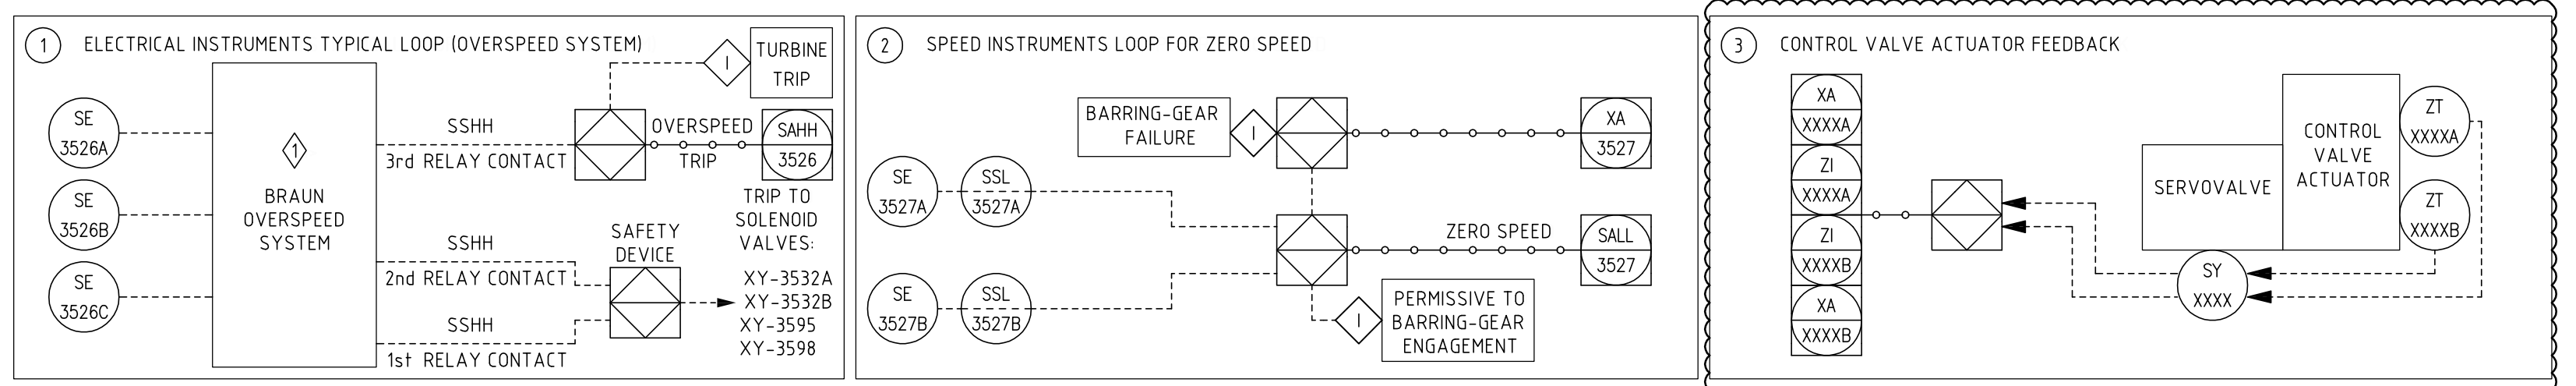 1 ELECTRICAL INSTRUMENTS TYPICAL LOOP (OVERSPEED SYSTEM)
I
TURBINE
TRIP
SE
3526A
SE
3526B
SE
3526C
1
BRAUN
OVERSPEED
SYSTEM
SSHH
3rd RELAY CONTACT
OVERSPEED
TRIP
SAHH
3526
SSHH
2nd RELAY CONTACT
SSHH
1st RELAY CONTACT
SAFETY
DEVICE
TRIP TO
SOLENOID
VALVES:
XY-3532A
XY-3532B
XY-3595
XY-3598
2 SPEED INSTRUMENTS LOOP FOR ZERO SPEED
BARRING-GEAR
FAILURE
I
XA
3527
SE
3527A
SSL
3527A
SE
3527B
SSL
3527B
ZERO SPEED
SALL
3527
I
PERMISSIVE TO
BARRING-GEAR
ENGAGEMENT
3 CONTROL VALVE ACTUATOR FEEDBACK
XA
XXXXA
ZI
XXXXA
ZI
XXXXB
XA
XXXXB
SERVOVALVE
CONTROL
VALVE
ACTUATOR
ZT
XXXXA
ZT
XXXXB
SY
XXXX